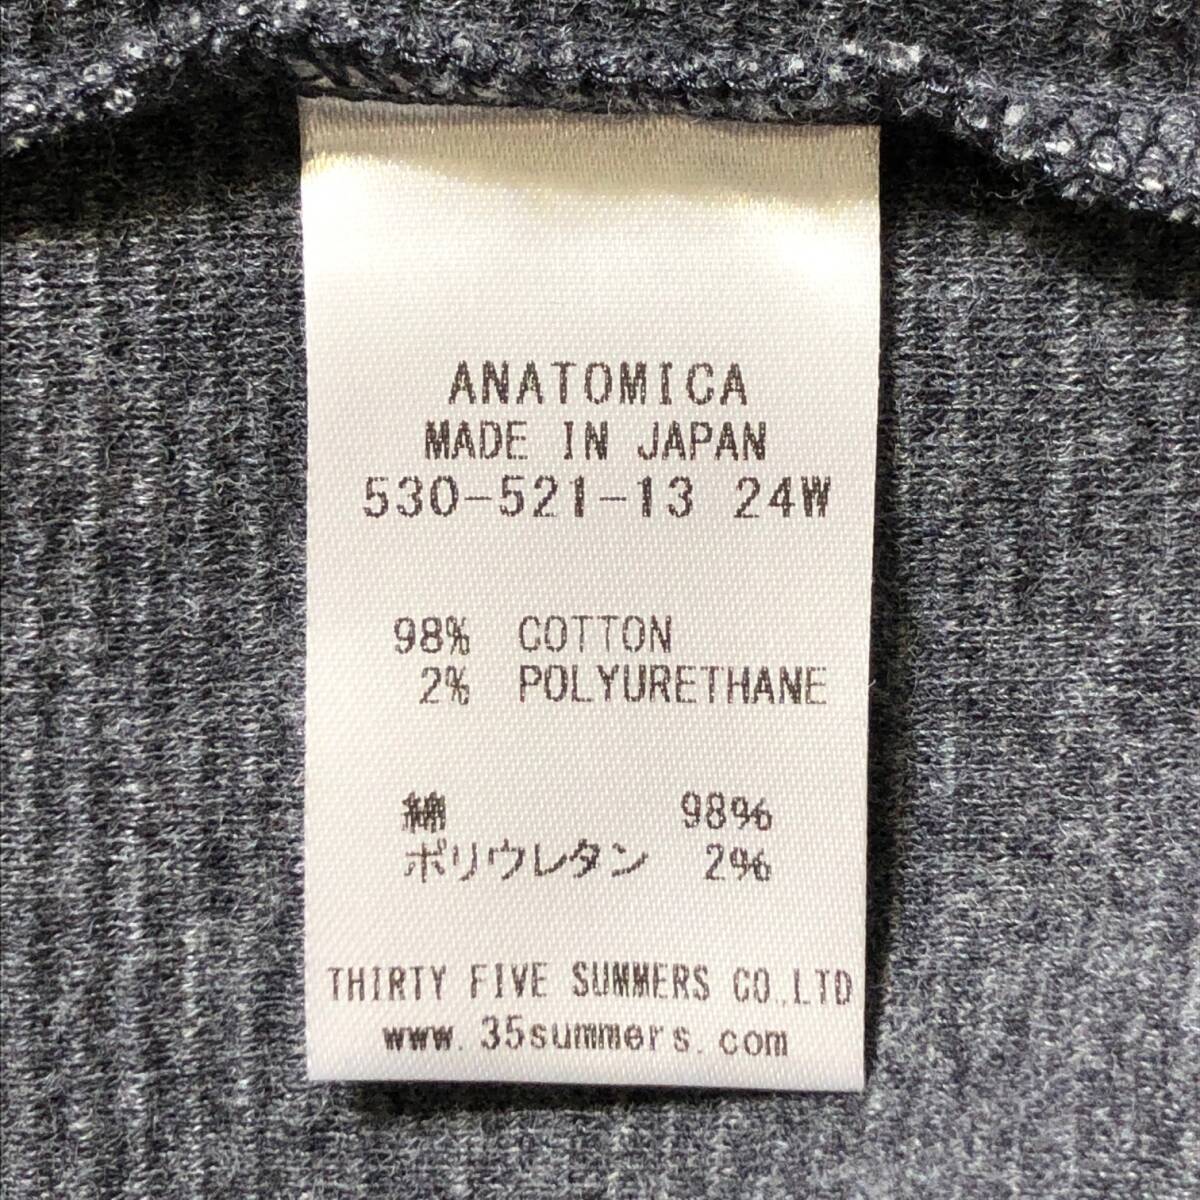 ANATOMICA
MADE IN JAPAN
530-521-13 24W
98% COTTON
2% POLYURETHANE
綿 98%
ポリウレタン 2%
THIRTY FIVE SUMMERS CO.,LTD
www.35summers.com